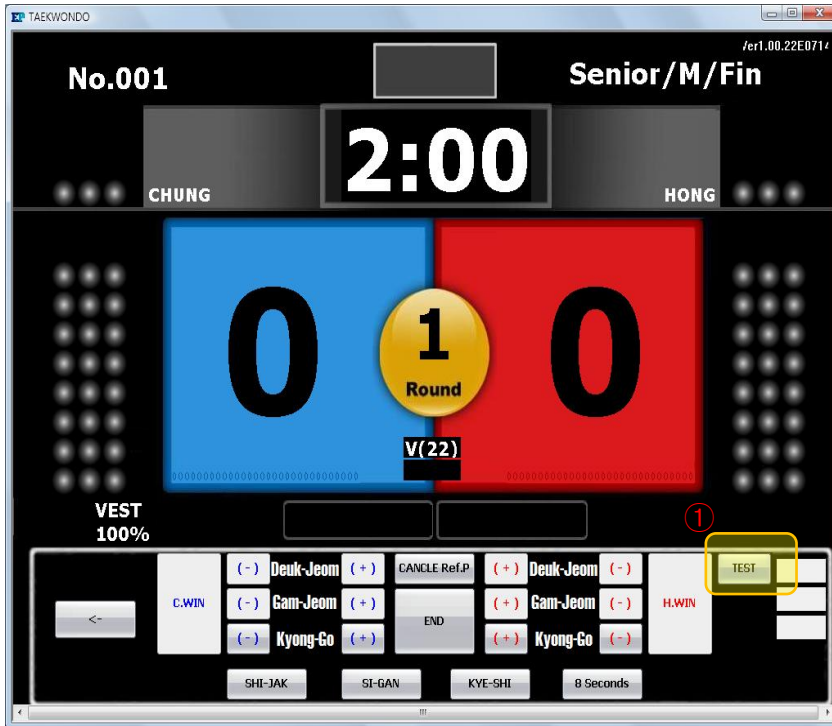 TAEKWONDO
Ver1.00.22E0714
No.001
Senior/M/Fin
2:00
CHUNG
HONG
0
0
1
Round
V(22)
VEST
100%
①
(-) Deuk-Jeom (+) CANCLE Ref.P (+) Deuk-Jeom (-) TEST
<- C.WIN (-) Gam-Jeom (+) END (+) Gam-Jeom (-) H.WIN
(-) Kyong-Go (+) (+) Kyong-Go (-)
SHI-JAK SI-GAN KYE-SHI 8 Seconds